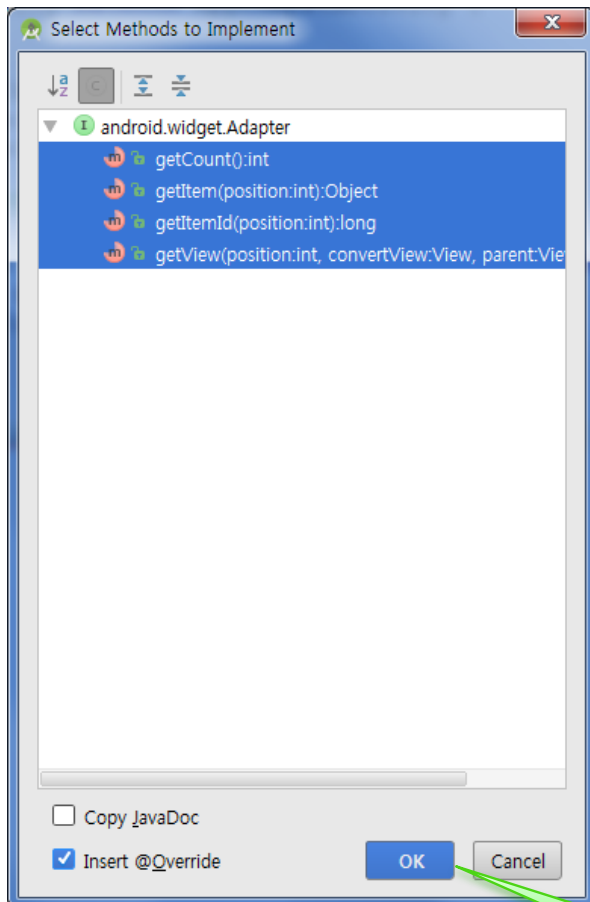 Select Methods to Implement
android.widget.Adapter
getCount():int
getItem(position:int):Object
getItemId(position:int):long
getView(position:int, convertView:View, parent:Vie
Copy JavaDoc
Insert @Override
OK
Cancel